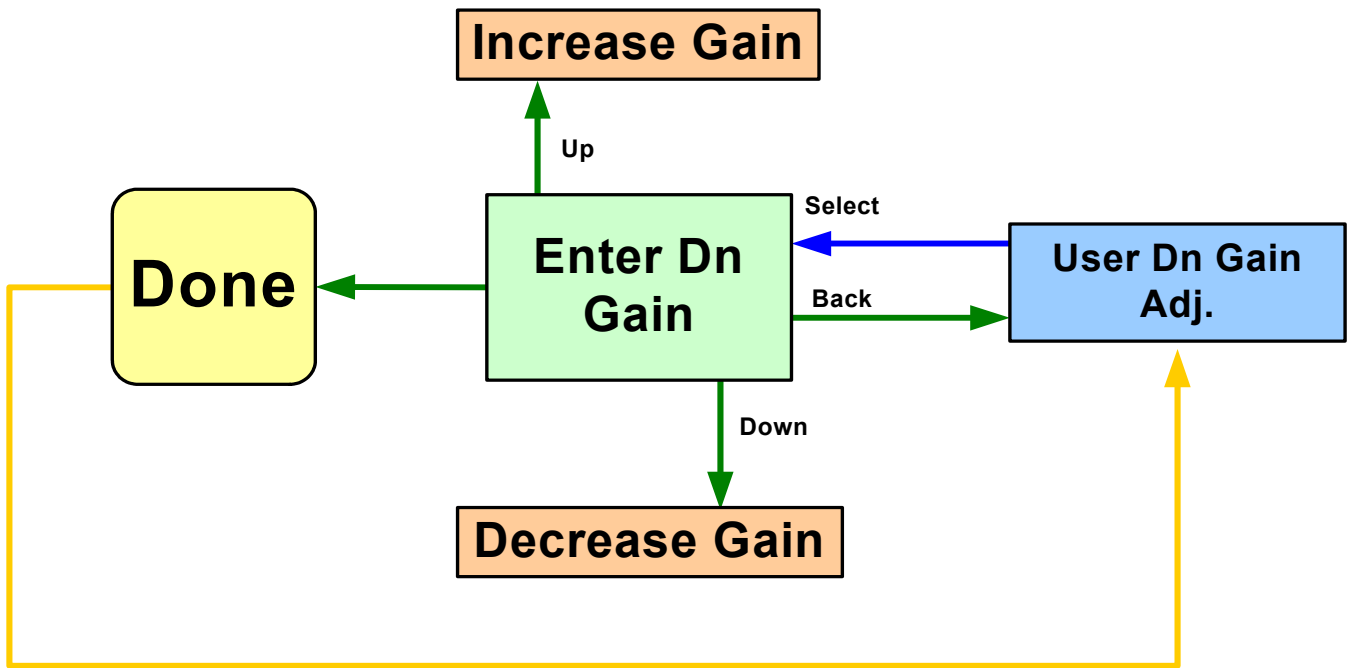 Increase Gain
Up
Select
Done
Enter Dn
Gain
User Dn Gain
Adj.
Back
Down
Decrease Gain